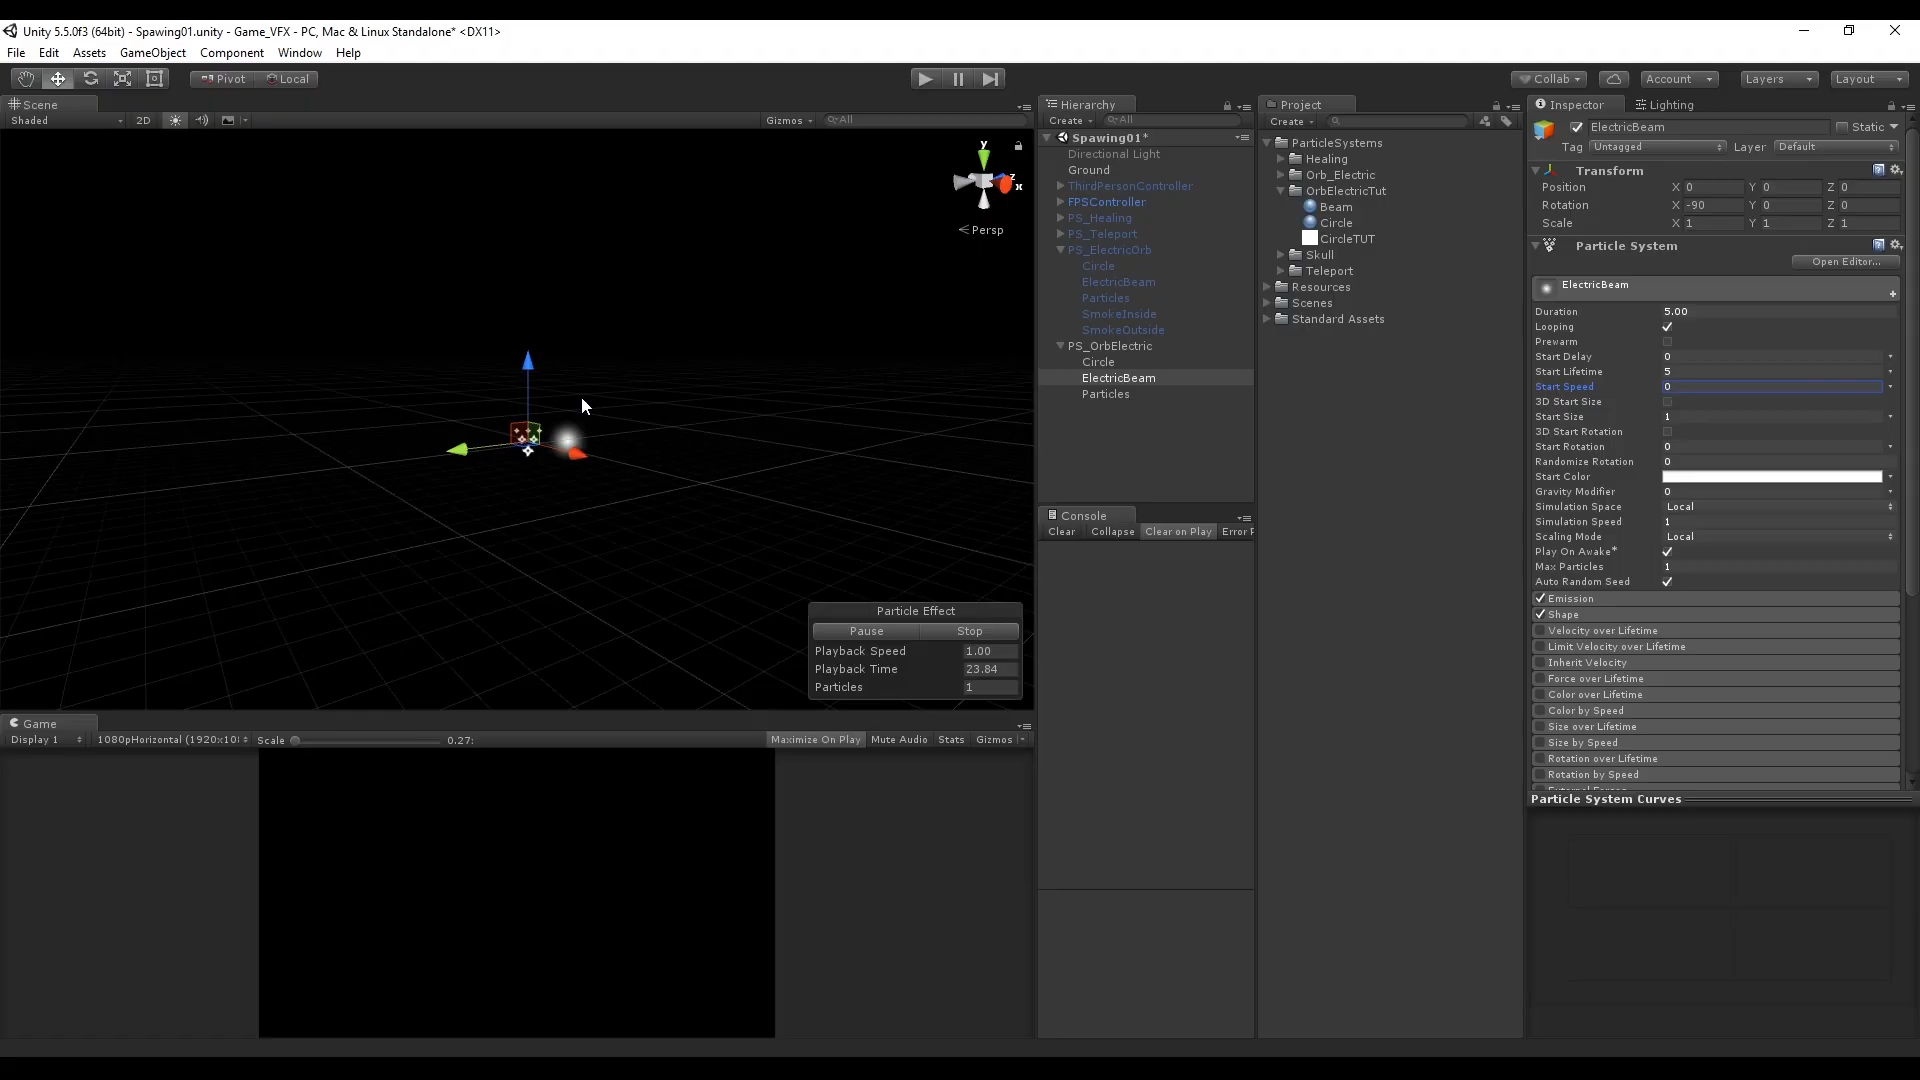 Unity 5.5.0f3 (64bit) - Spawing01.unity - Game_VFX - PC, Mac & Linux Standalone* <DX11>
File Edit Assets GameObject Component Window Help
Pivot Local
Collab Account Layers Layout
Scene
Shaded 2D Gizmos All
y
z
x
Persp
Particle Effect
Pause Stop
Playback Speed 1.00
Playback Time 23.84
Particles 1
Game
Display 1 1080pHorizontal (1920x10 Scale 0.27: Maximize On Play Mute Audio Stats Gizmos
Hierarchy
Create All
Spawing01*
Directional Light
Ground
ThirdPersonController
FPSController
PS_Healing
PS_Teleport
PS_ElectricOrb
Circle
ElectricBeam
Particles
SmokeInside
SmokeOutside
PS_OrbElectric
Circle
ElectricBeam
Particles
Console
Clear Collapse Clear on Play Error P
Project
Create
ParticleSystems
Healing
Orb_Electric
OrbElectricTut
Beam
Circle
CircleTUT
Skull
Teleport
Resources
Scenes
Standard Assets
Inspector Lighting
ElectricBeam Static
Tag Untagged Layer Default
Transform
Position X 0 Y 0 Z 0
Rotation X -90 Y 0 Z 0
Scale X 1 Y 1 Z 1
Particle System
Open Editor...
ElectricBeam
Duration 5.00
Looping
Prewarm
Start Delay 0
Start Lifetime 5
Start Speed 0
3D Start Size
Start Size 1
3D Start Rotation
Start Rotation 0
Randomize Rotation 0
Start Color
Gravity Modifier 0
Simulation Space Local
Simulation Speed 1
Scaling Mode Local
Play On Awake*
Max Particles 1
Auto Random Seed
Emission
Shape
Velocity over Lifetime
Limit Velocity over Lifetime
Inherit Velocity
Force over Lifetime
Color over Lifetime
Color by Speed
Size over Lifetime
Size by Speed
Rotation over Lifetime
Rotation by Speed
Particle System Curves